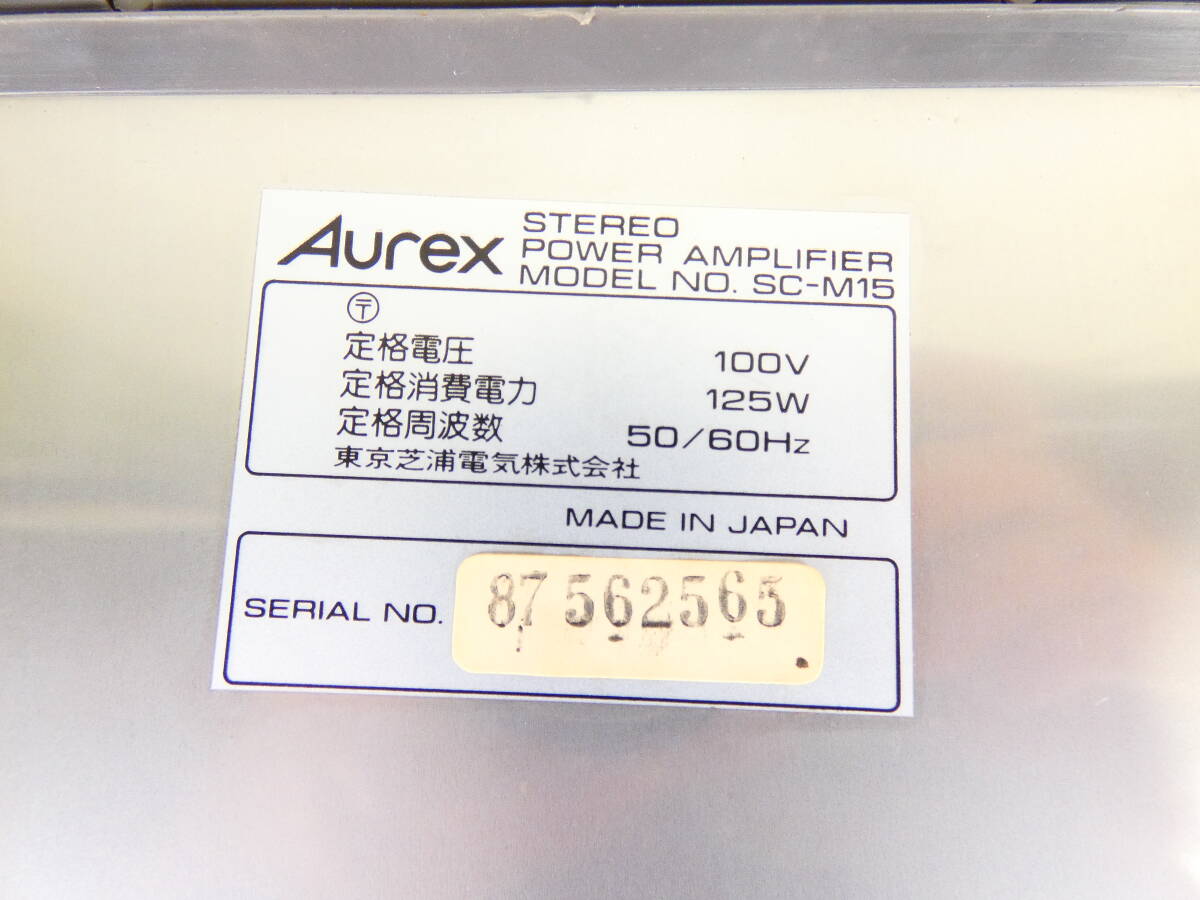 Aurex
STEREO
POWER AMPLIFIER
MODEL NO. SC-M15
〒
定格電圧 100V
定格消費電力 125W
定格周波数 50/60Hz
東京芝浦電気株式会社
MADE IN JAPAN
SERIAL NO. 87562565